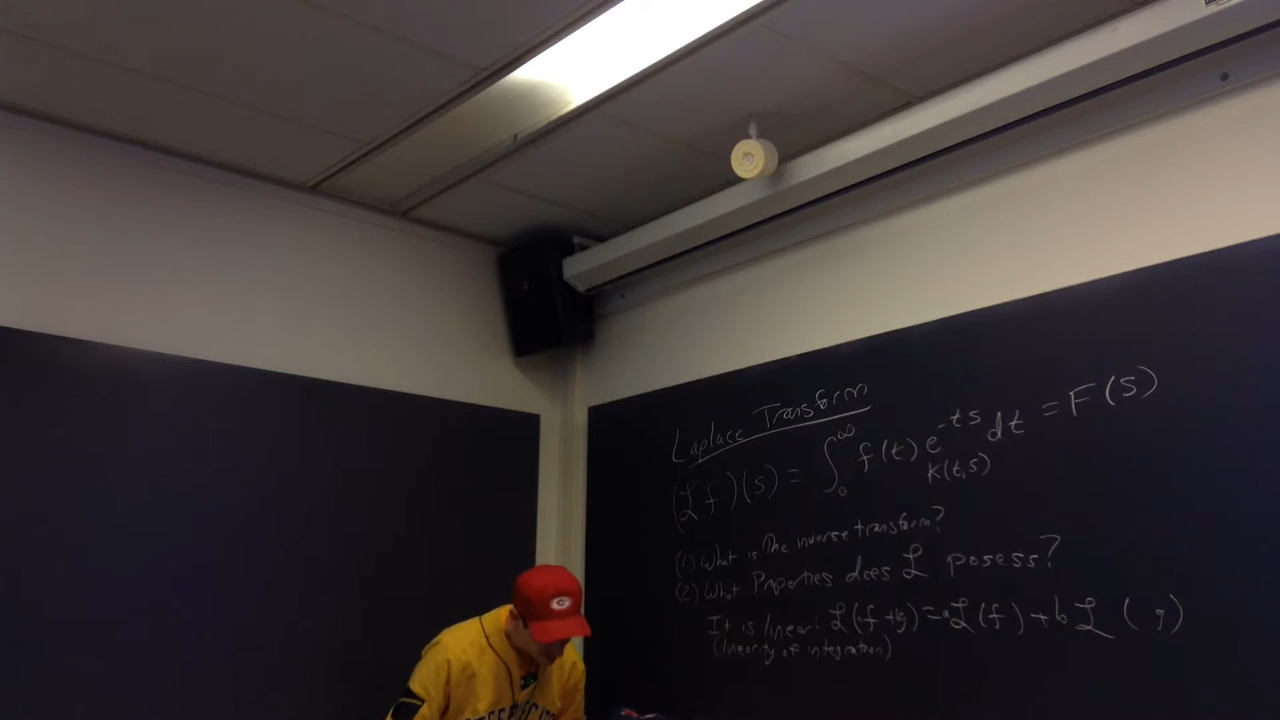 Laplace Transform
(ℒf)(s) = ∫₀^∞ f(t) e^{-ts} dt = F(s)
K(t,s)
(1) What is the inverse transform?
(2) What Properties does ℒ posess?
It is linear: ℒ(af+bg)=aℒ(f)+bℒ(g)
(linearity of integration)
C